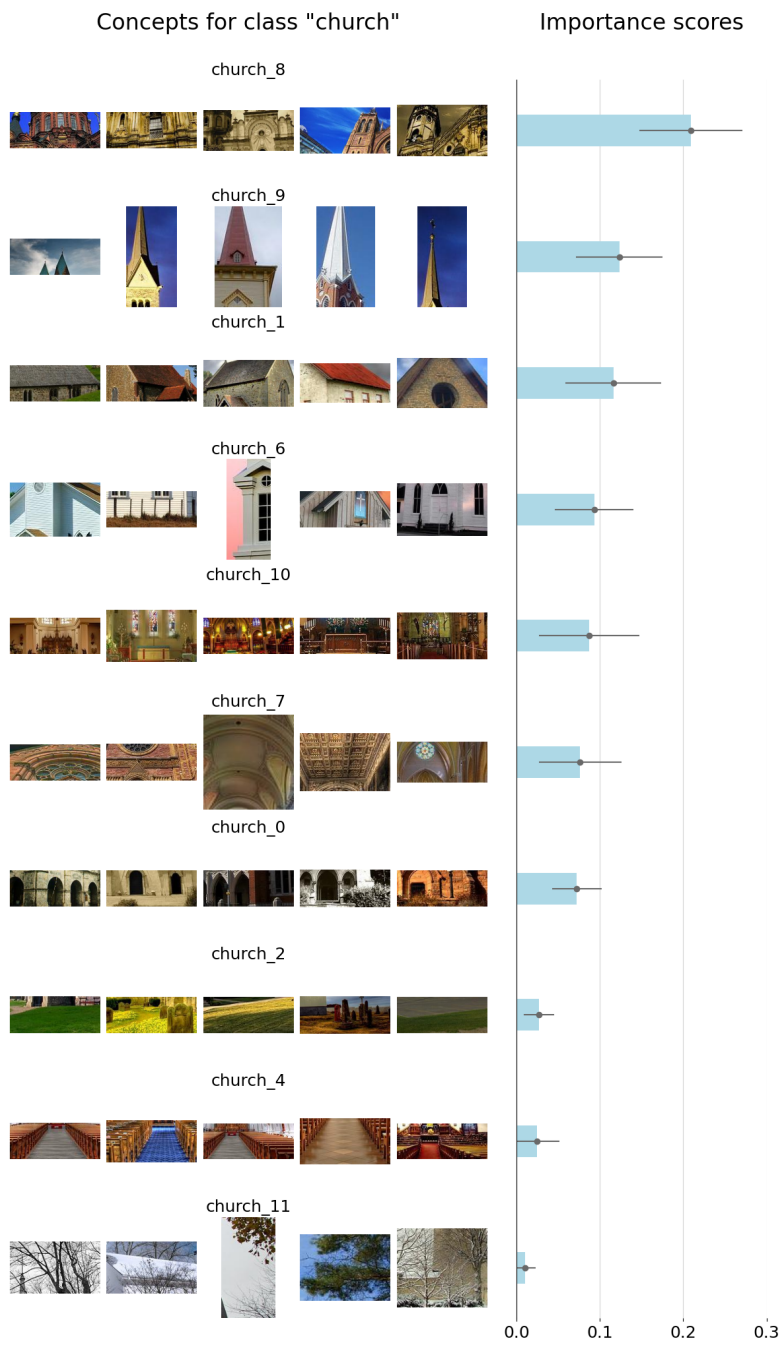 Concepts for class "church"
Importance scores
church_8
church_9
church_1
church_6
church_10
church_7
church_0
church_2
church_4
church_11
0.0
0.1
0.2
0.3